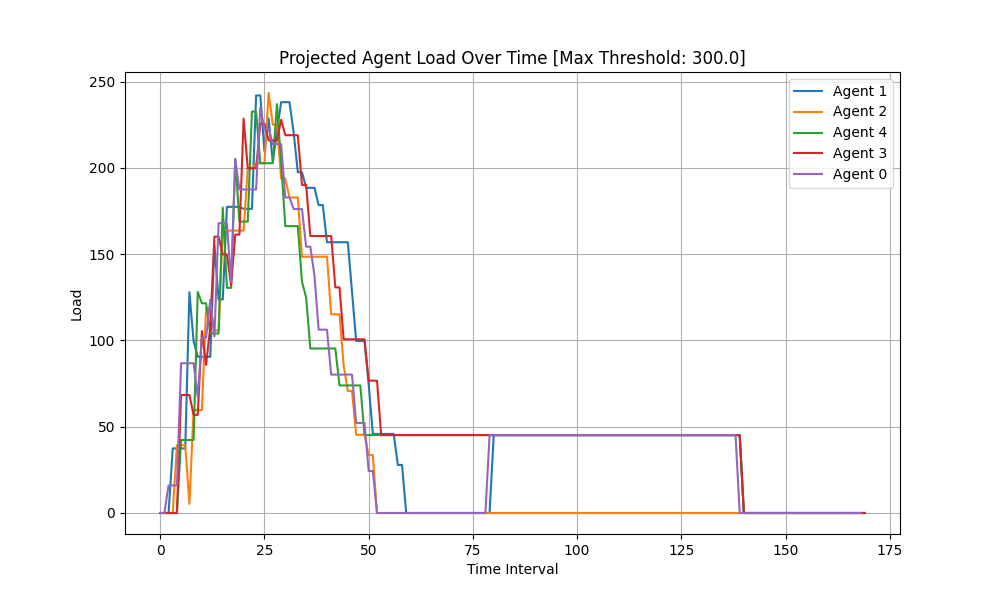 Projected Agent Load Over Time [Max Threshold: 300.0]
Load
250
200
150
100
50
0
Agent 1
Agent 2
Agent 4
Agent 3
Agent 0
0 25 50 75 100 125 150 175
Time Interval